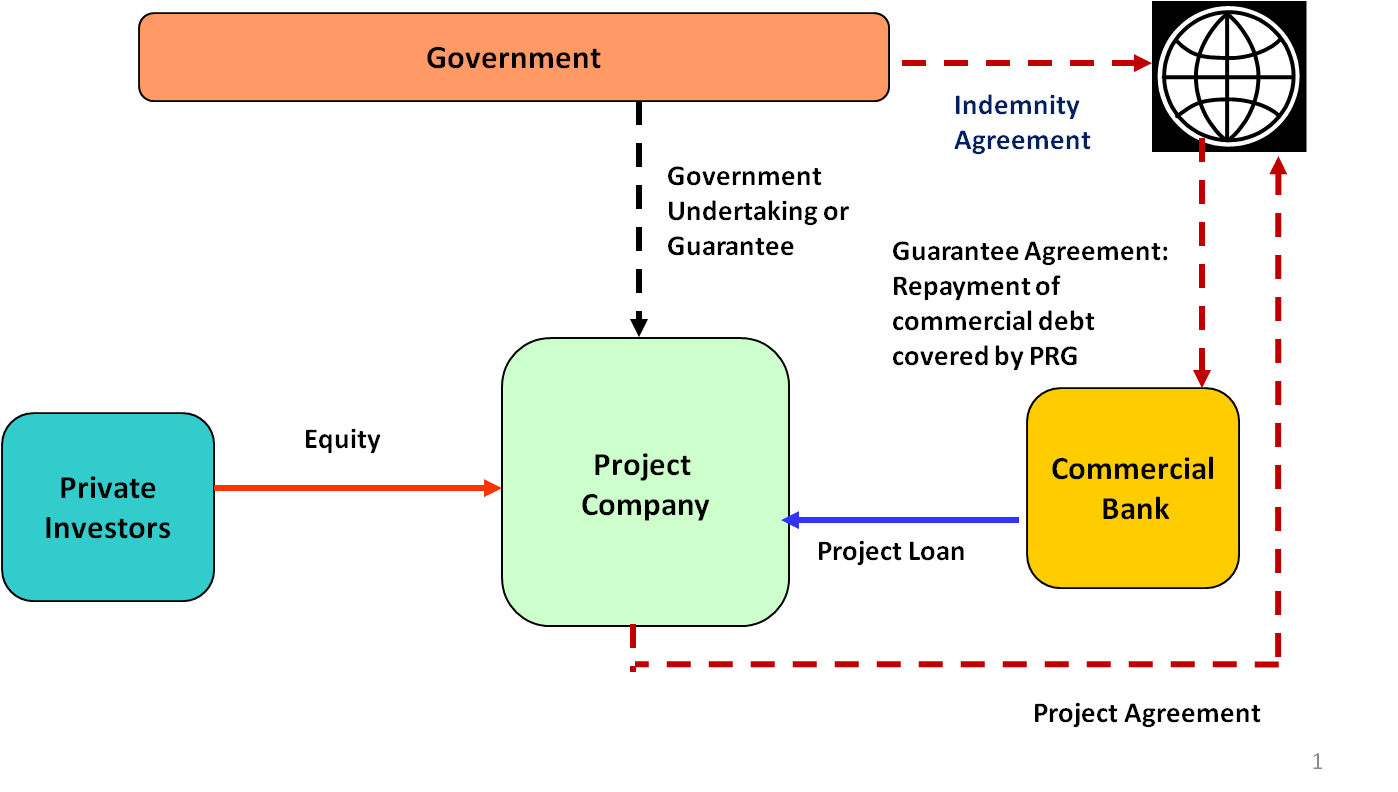 Government
Indemnity
Agreement
Government
Undertaking or
Guarantee
Guarantee Agreement:
Repayment of
commercial debt
covered by PRG
Equity
Private
Investors
Project
Company
Commercial
Bank
Project Loan
Project Agreement
1